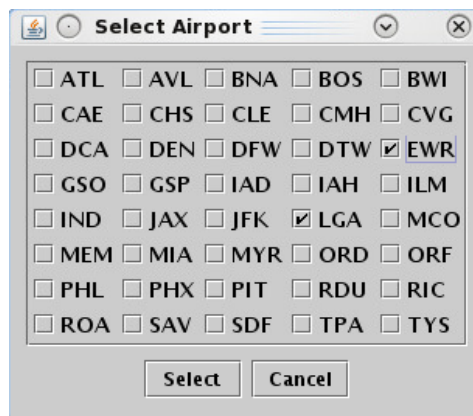 Select Airport
ATL AVL BNA BOS BWI
CAE CHS CLE CMH CVG
DCA DEN DFW DTW EWR
GSO GSP IAD IAH ILM
IND JAX JFK LGA MCO
MEM MIA MYR ORD ORF
PHL PHX PIT RDU RIC
ROA SAV SDF TPA TYS
Select Cancel